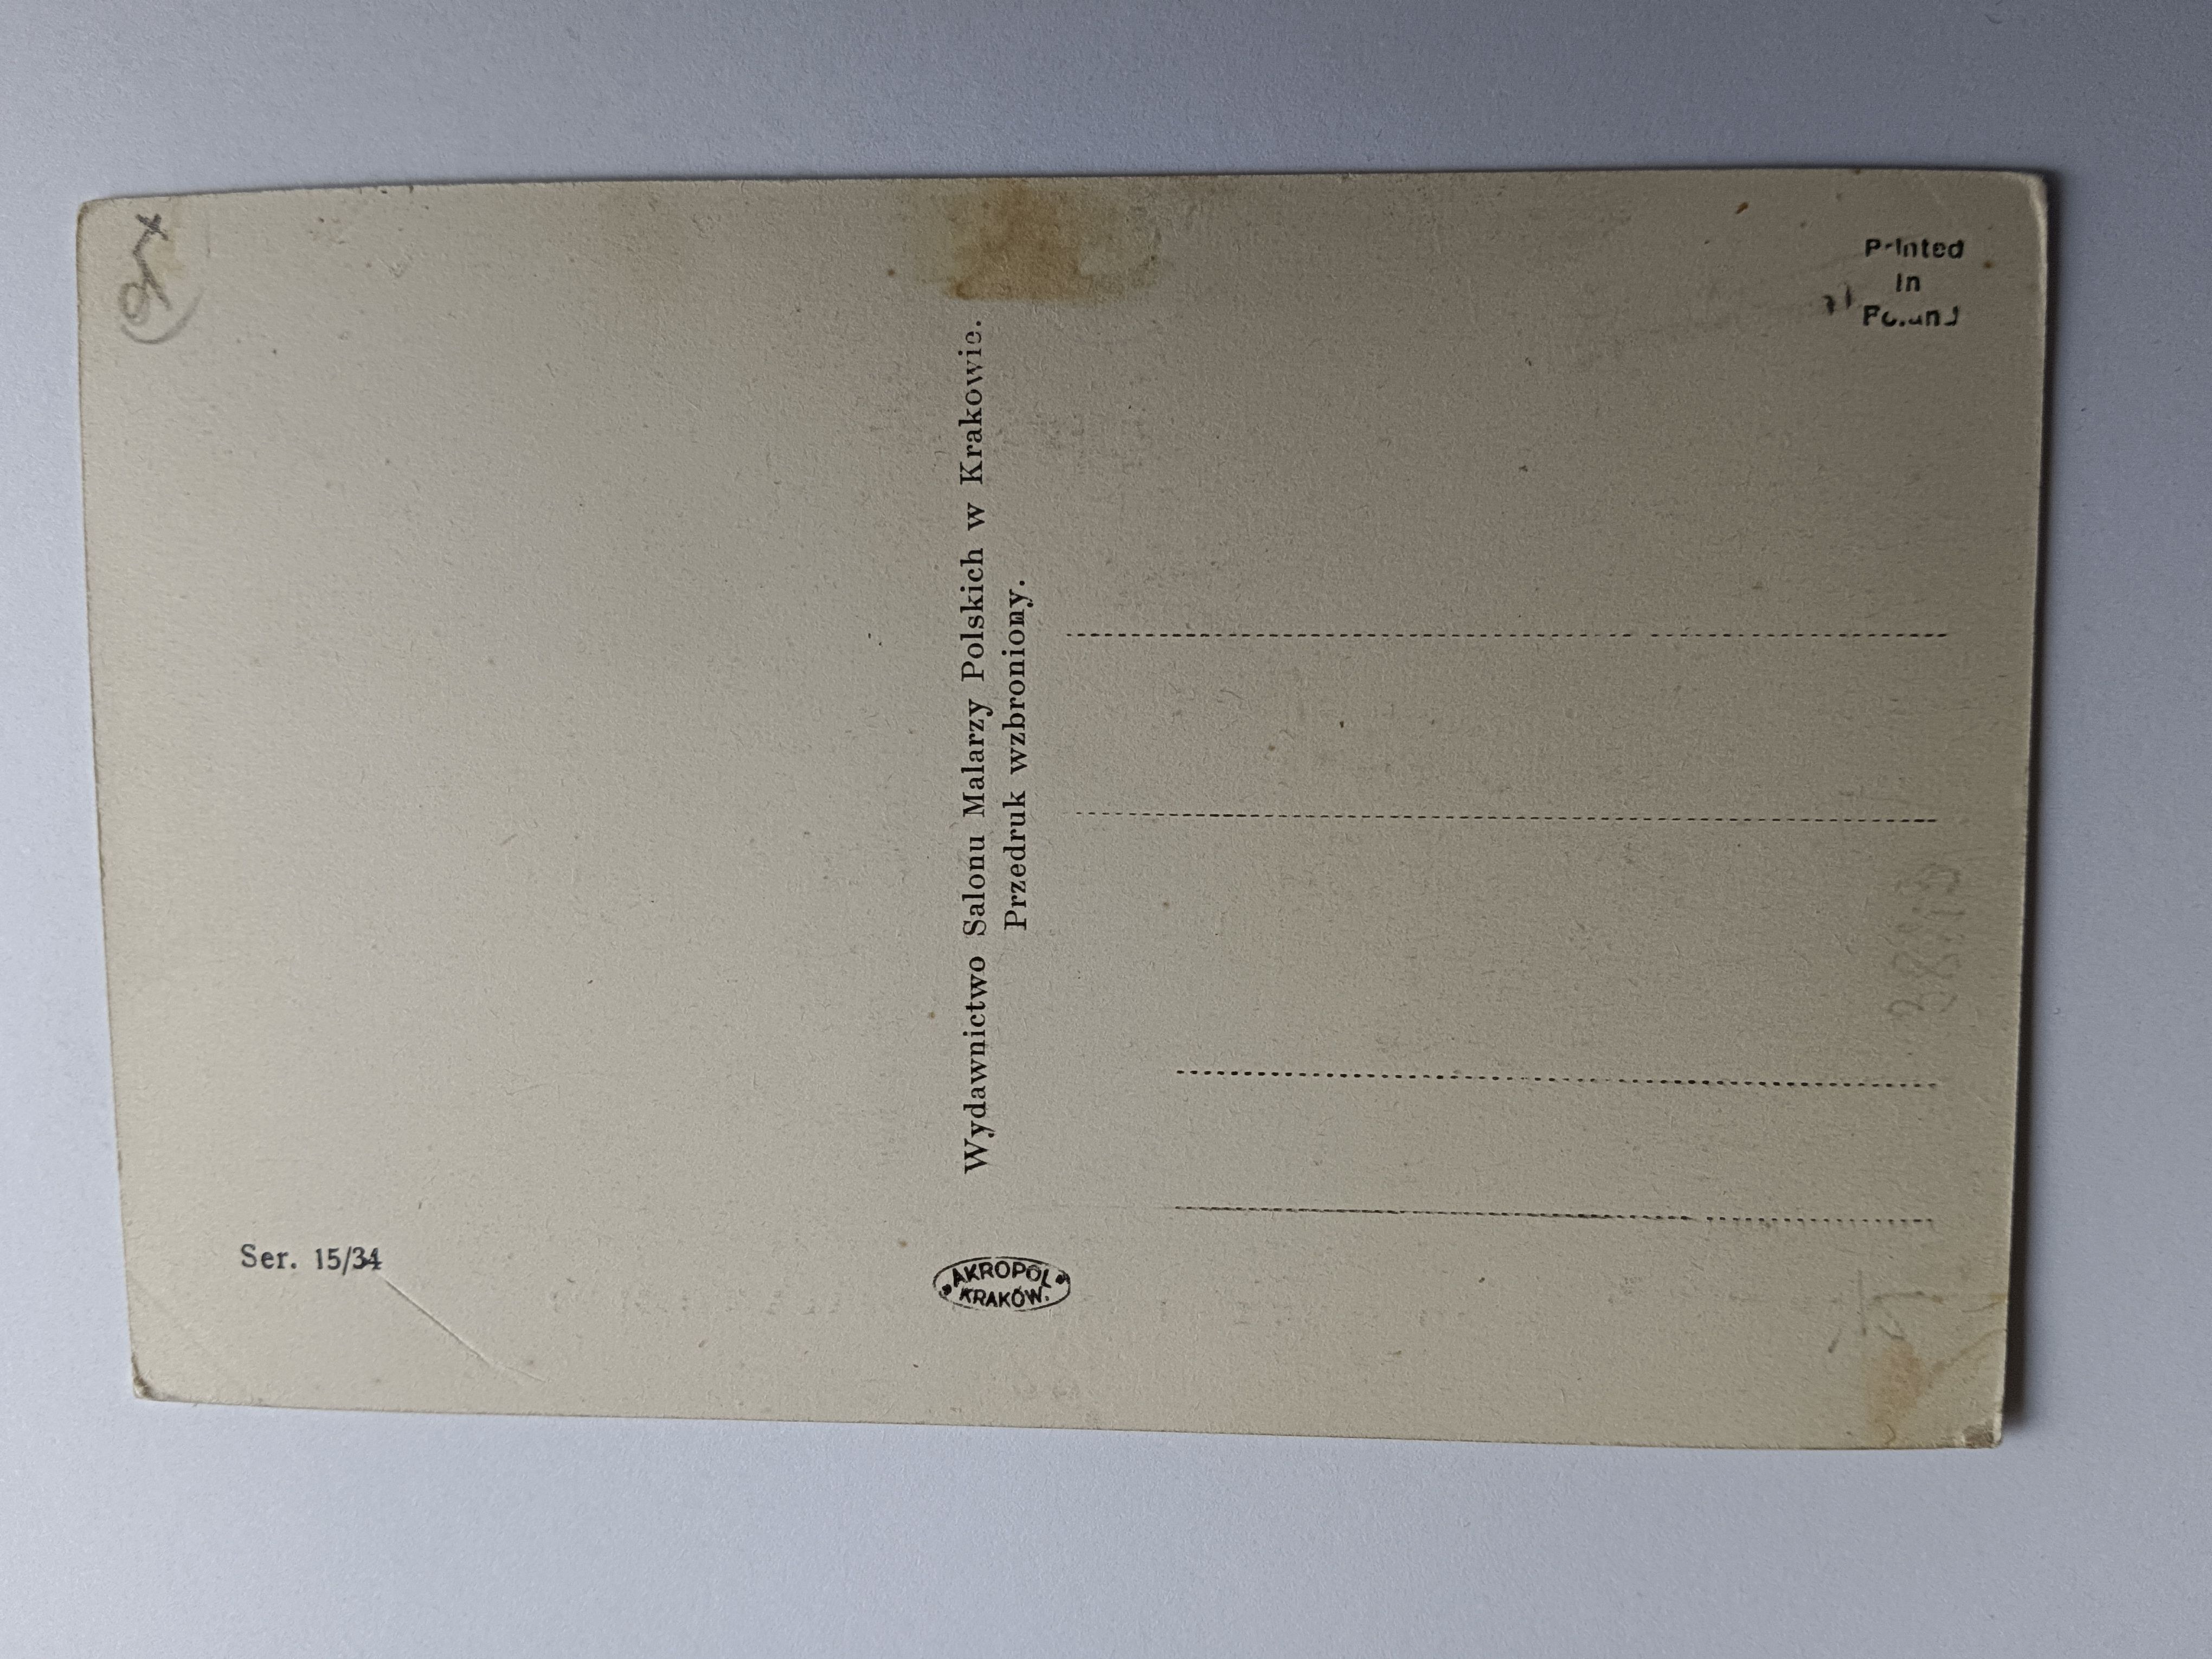 Printed
in
Poland
Wydawnictwo Salonu Malarzy Polskich w Krakowie.
Przedruk wzbroniony.
Ser. 15/34
AKROPOL
KRAKÓW.